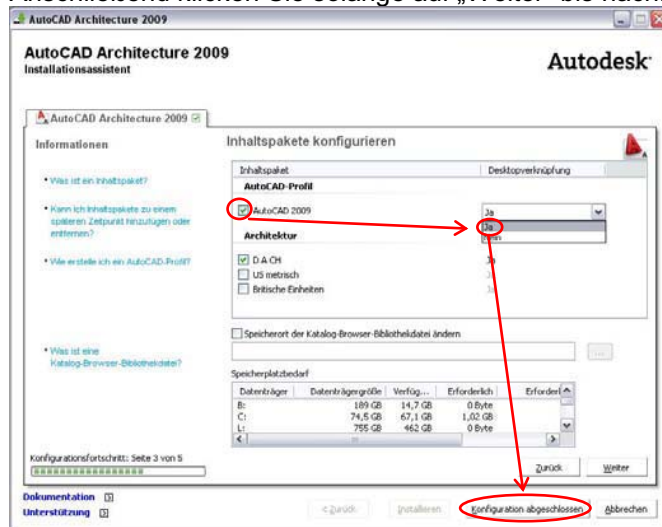 Anschließend klicken Sie solange auf „Weiter" bis nach
AutoCAD Architecture 2009
AutoCAD Architecture 2009
Installationsassistent
Autodesk
AutoCAD Architecture 2009
Informationen
Inhaltspakete konfigurieren
Inhaltspaket Desktopverknüpfung
• Was ist ein Inhaltspaket?
AutoCAD-Profil
• Kann ich Inhaltspakete zu einem
späteren Zeitpunkt hinzufügen oder
entfernen?
AutoCAD 2009 Ja
Ja
Nein
Architektur
• Wie erstelle ich ein AutoCAD-Profil?
D A CH Ja
US metrisch Ja
Britische Einheiten Ja
Speicherort der Katalog-Browser-Bibliothekdatei ändern
• Was ist eine
Katalog-Browser-Bibliothekdatei?
...
Speicherplatzbedarf
Datenträger Datenträgergröße Verfüg... Erforderlich Erforderl
B: 189 GB 14,7 GB 0 Byte
C: 74,5 GB 67,1 GB 1,02 GB
L: 755 GB 462 GB 0 Byte
Konfigurationsfortschritt: Seite 3 von 5
Zurück Weiter
Dokumentation
Unterstützung
< Zurück Installieren Konfiguration abgeschlossen Abbrechen